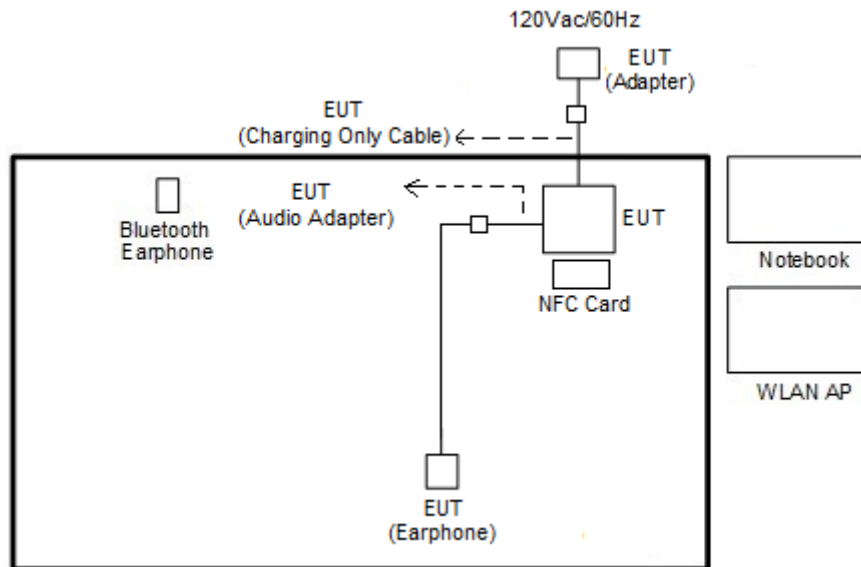 120Vac/60Hz
EUT
(Adapter)
EUT
(Charging Only Cable)
EUT
(Audio Adapter)
EUT
Bluetooth
Earphone
NFC Card
Notebook
WLAN AP
EUT
(Earphone)